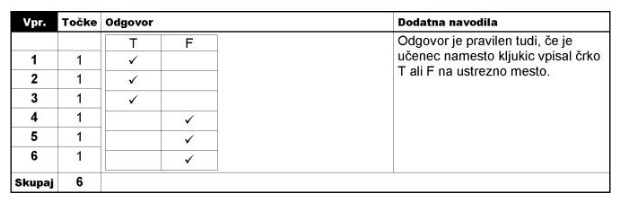 Vpr. Točke Odgovor Dodatna navodila
T F Odgovor je pravilen tudi, če je
učenec namesto kljukic vpisal črko
T ali F na ustrezno mesto.
1 1 ✓
2 1 ✓
3 1 ✓
4 1 ✓
5 1 ✓
6 1 ✓
Skupaj 6